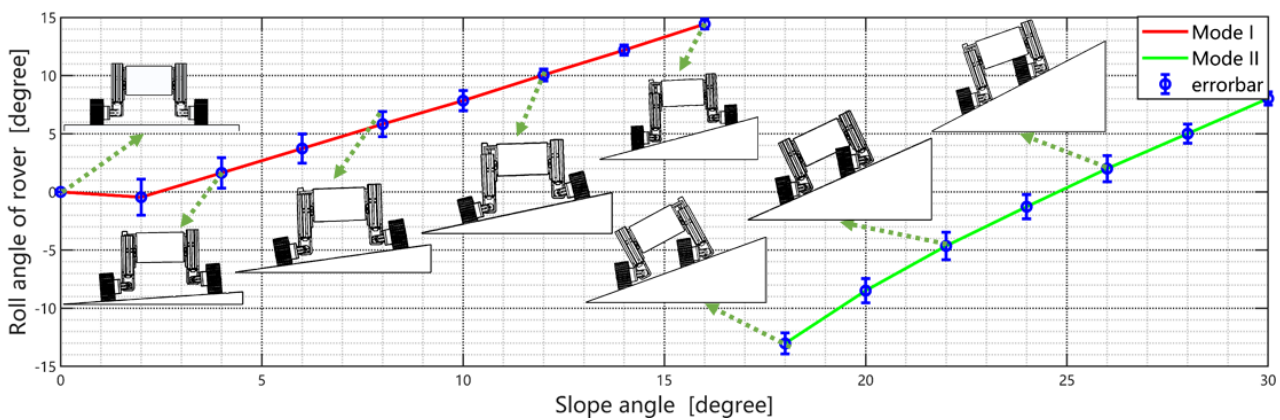 15
10
5
0
-5
-10
-15
Roll angle of rover [degree]
Mode I
Mode II
errorbar
0 5 10 15 20 25 30
Slope angle [degree]